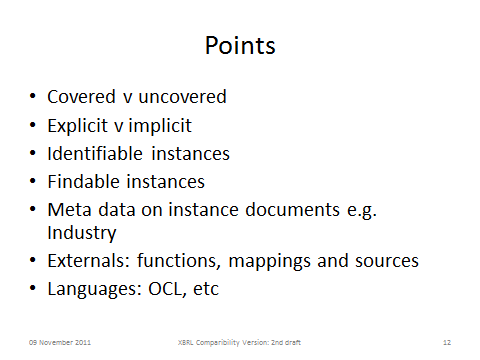 Points
• Covered v uncovered
• Explicit v implicit
• Identifiable instances
• Findable instances
• Meta data on instance documents e.g.
Industry
• Externals: functions, mappings and sources
• Languages: OCL, etc
09 November 2011
XBRL Comparibility Version: 2nd draft
12